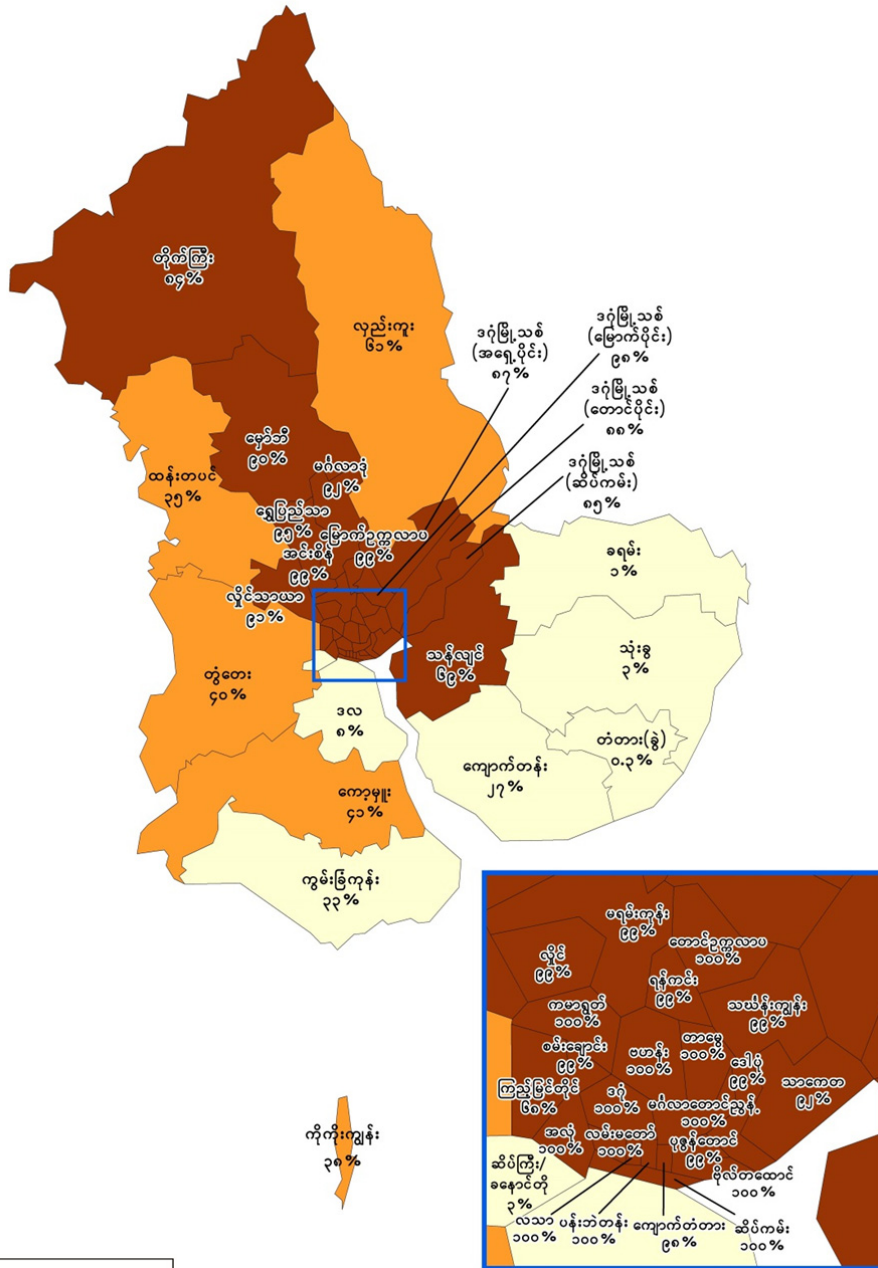 တိုက်ကြီး
၈၄%
လှည်းကူး
၆၁%
ဒဂုံမြို့သစ်
(အရှေ့ပိုင်း)
၈၇%
ဒဂုံမြို့သစ်
(မြောက်ပိုင်း)
၉၈%
ဒဂုံမြို့သစ်
(တောင်ပိုင်း)
၈၈%
ဒဂုံမြို့သစ်
(ဆိပ်ကမ်း)
၈၅%
မှော်ဘီ
၉၀%
မင်္ဂလာဒုံ
၉၂%
ထန်းတပင်
၃၅%
ရွှေပြည်သာ
၉၅%
မြောက်ဥက္ကလာပ
၉၉%
အင်းစိန်
၉၉%
လှိုင်သာယာ
၉၁%
ခရမ်း
၁%
သန်လျင်
၆၉%
သုံးခွ
၃%
တွံတေး
၄၀%
ဒလ
၈%
တံတား(ခွဲ)
၀.၃%
ကျောက်တန်း
၂၇%
ကော့မှူး
၄၁%
ကွမ်းခြံကုန်း
၃၃%
ကိုကိုးကျွန်း
၃၈%
မရမ်းကုန်း
၉၉%
တောင်ဥက္ကလာပ
၁၀၀%
လှိုင်
၉၉%
ရန်ကင်း
၉၉%
ကမာရွတ်
၁၀၀%
သင်္ဃန်းကျွန်း
၉၉%
စမ်းချောင်း
၉၉%
ဗဟန်း
၁၀၀%
တာမွေ
၁၀၀%
ဒေါပုံ
၉၉%
သာကေတ
၉၂%
ကြည့်မြင်တိုင်
၆၈%
ဒဂုံ
၁၀၀%
မင်္ဂလာတောင်ညွန့်
၁၀၀%
အလုံ
၁၀၀%
လမ်းမတော်
၁၀၀%
ပုဇွန်တောင်
၉၉%
ဗိုလ်တထောင်
၁၀၀%
ဆိပ်ကြီး/
ခနောင်တို
၃%
လသာ
၁၀၀%
ပန်းဘဲတန်း
၁၀၀%
ကျောက်တံတား
၉၈%
ဆိပ်ကမ်း
၁၀၀%